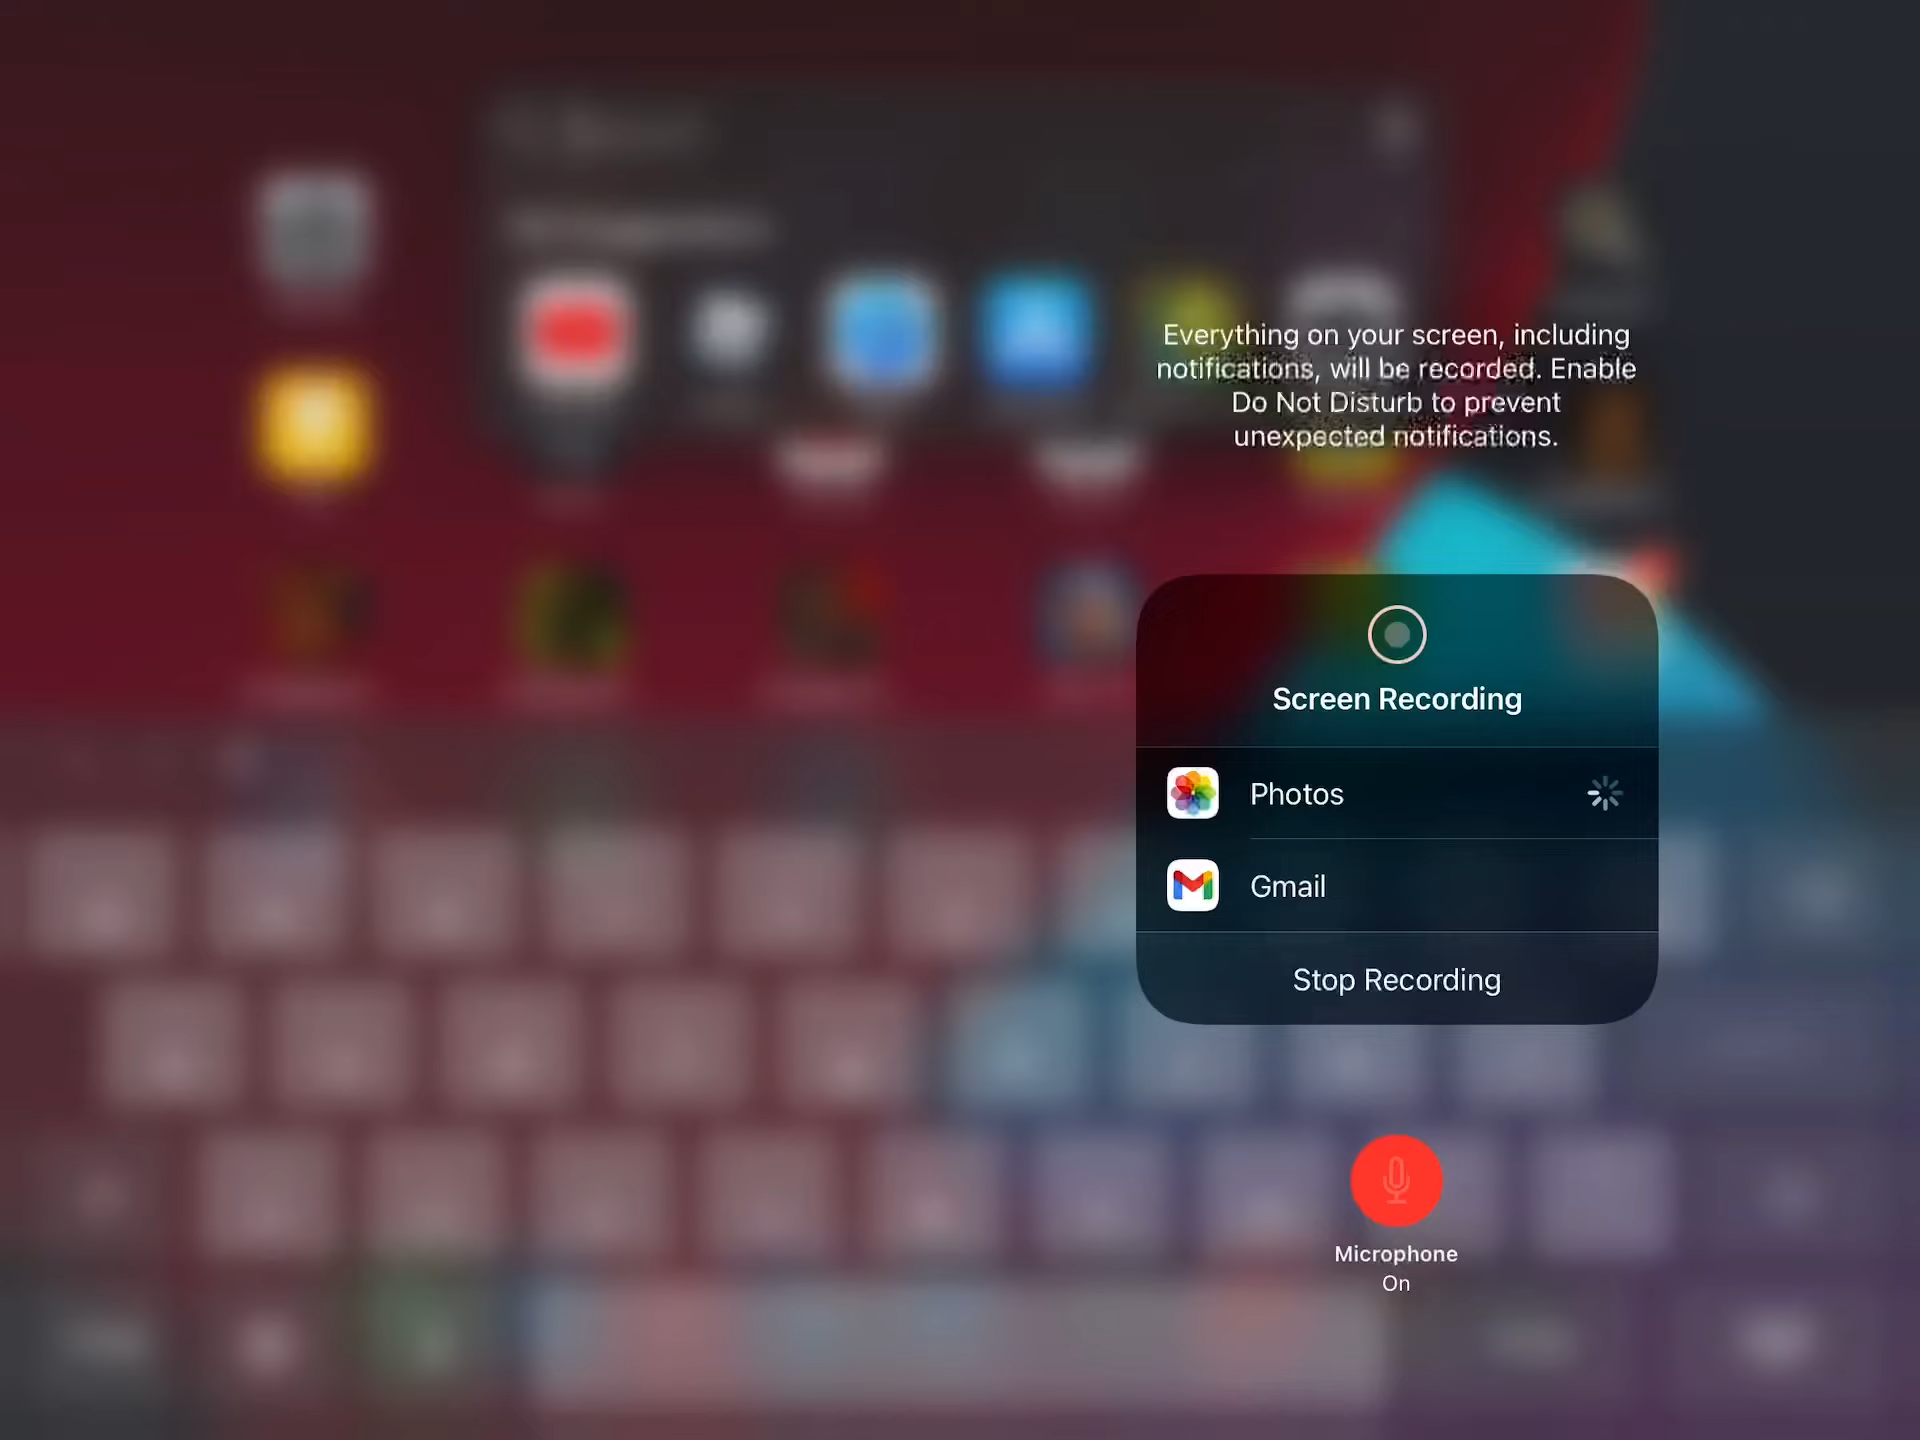 Everything on your screen, including
notifications, will be recorded. Enable
Do Not Disturb to prevent
unexpected notifications.
Screen Recording
Photos
Gmail
Stop Recording
Microphone
On